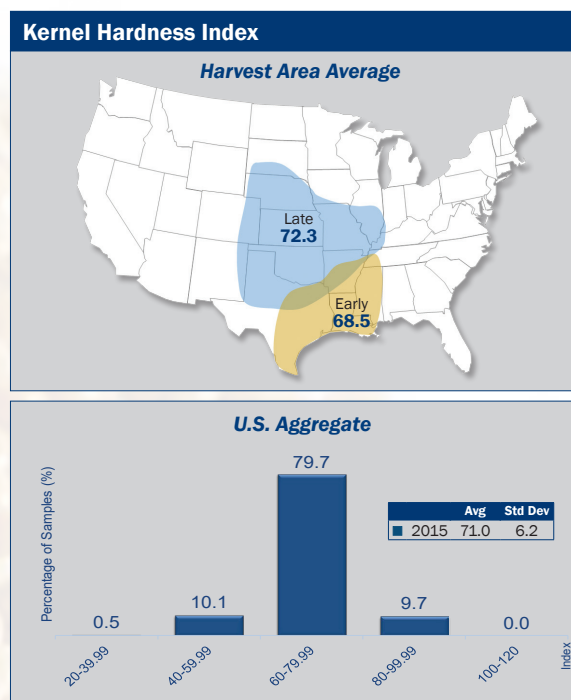 Kernel Hardness Index
Harvest Area Average
Late
72.3
Early
68.5
U.S. Aggregate
Percentage of Samples (%)
0.5
10.1
79.7
9.7
0.0
Avg Std Dev
2015 71.0 6.2
20-39.99
40-59.99
60-79.99
80-99.99
100-120
Index